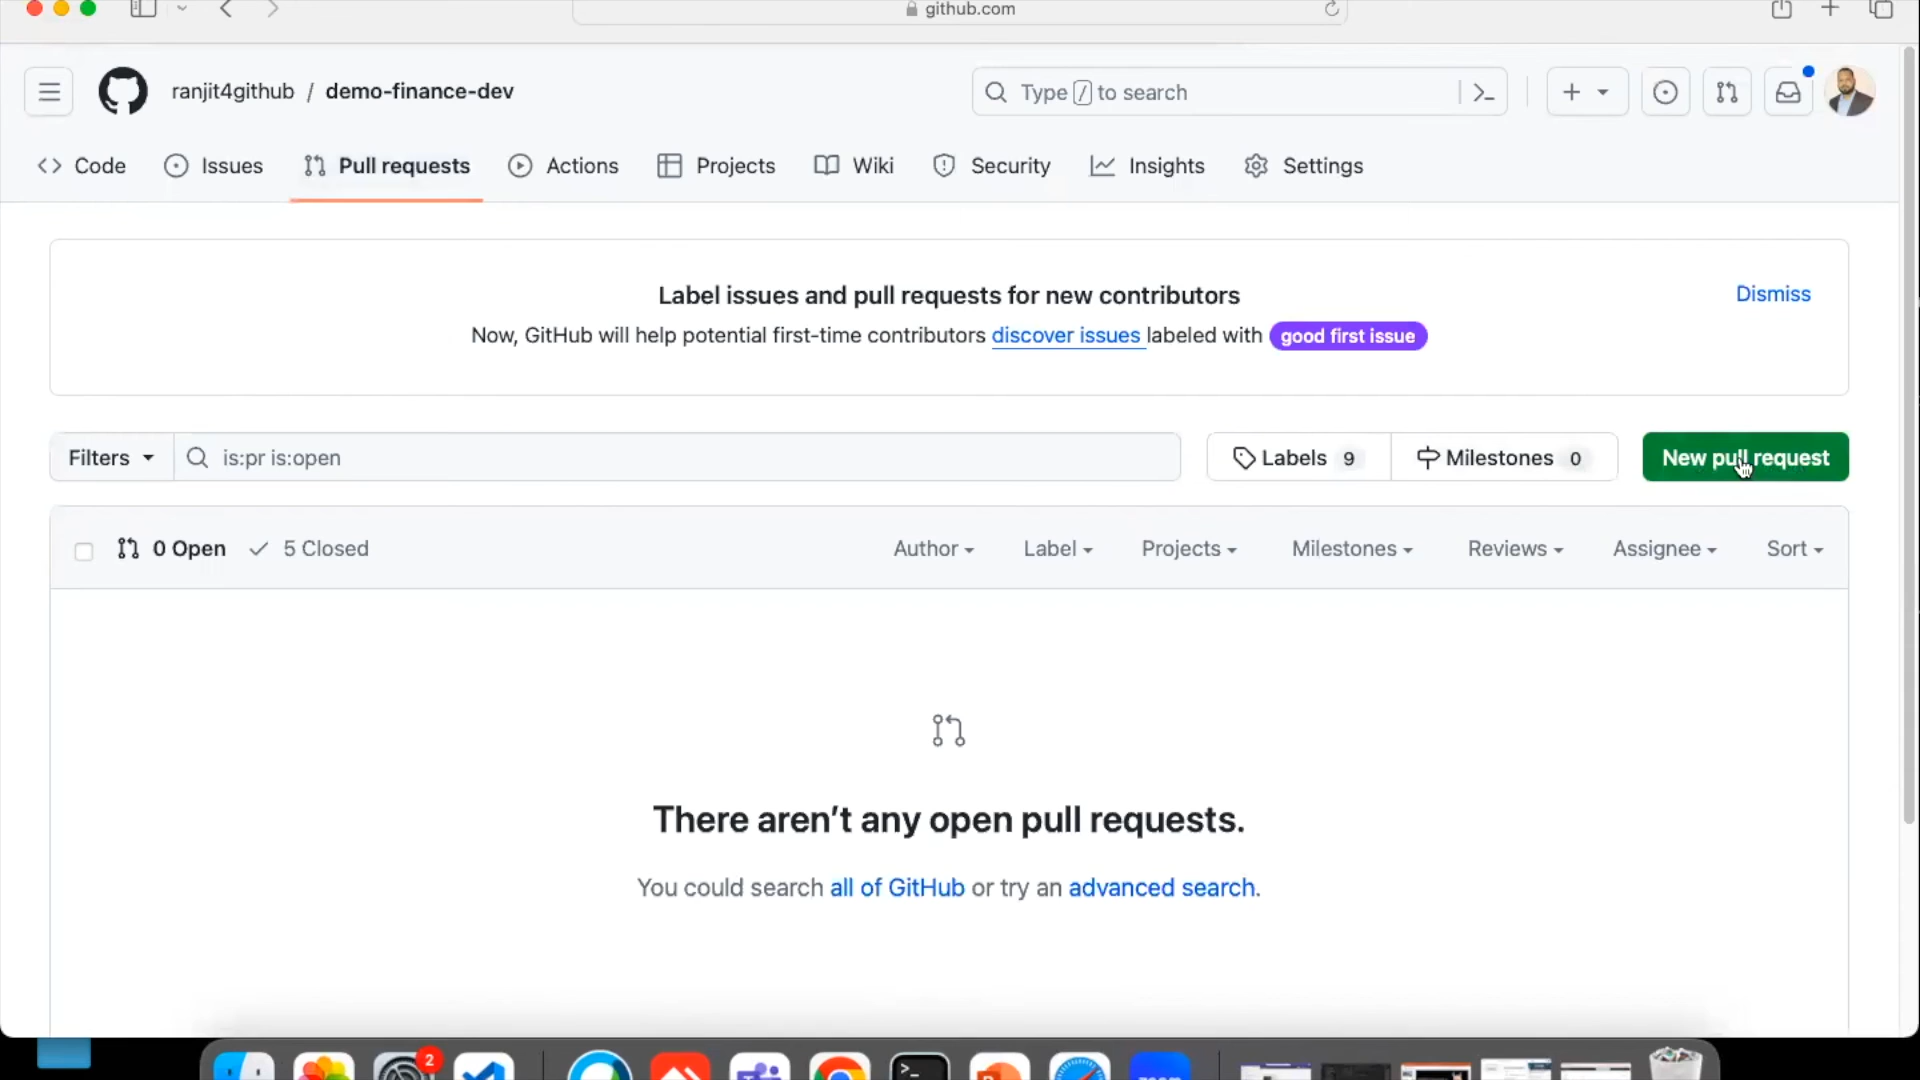 github.com
ranjit4github / demo-finance-dev
Type / to search
Code Issues Pull requests Actions Projects Wiki Security Insights Settings
Label issues and pull requests for new contributors
Dismiss
Now, GitHub will help potential first-time contributors discover issues labeled with good first issue
Filters is:pr is:open Labels 9 Milestones 0 New pull request
0 Open 5 Closed Author Label Projects Milestones Reviews Assignee Sort
There aren’t any open pull requests.
You could search all of GitHub or try an advanced search.
2